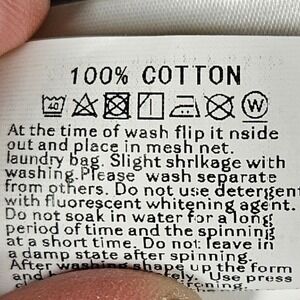 100% COTTON
40 W
At the time of wash flip it nside
out and place in mesh net.
laundry bag. Slight shrlkage with
washing.Please wash separate
from others. Do not use detergent
with fluorescent whitening agent.
Do not soak in water for a long
period of time and the spinning
at a short time. Do not leave in
a damp state after spinning.
After washing shape up the form
Use press